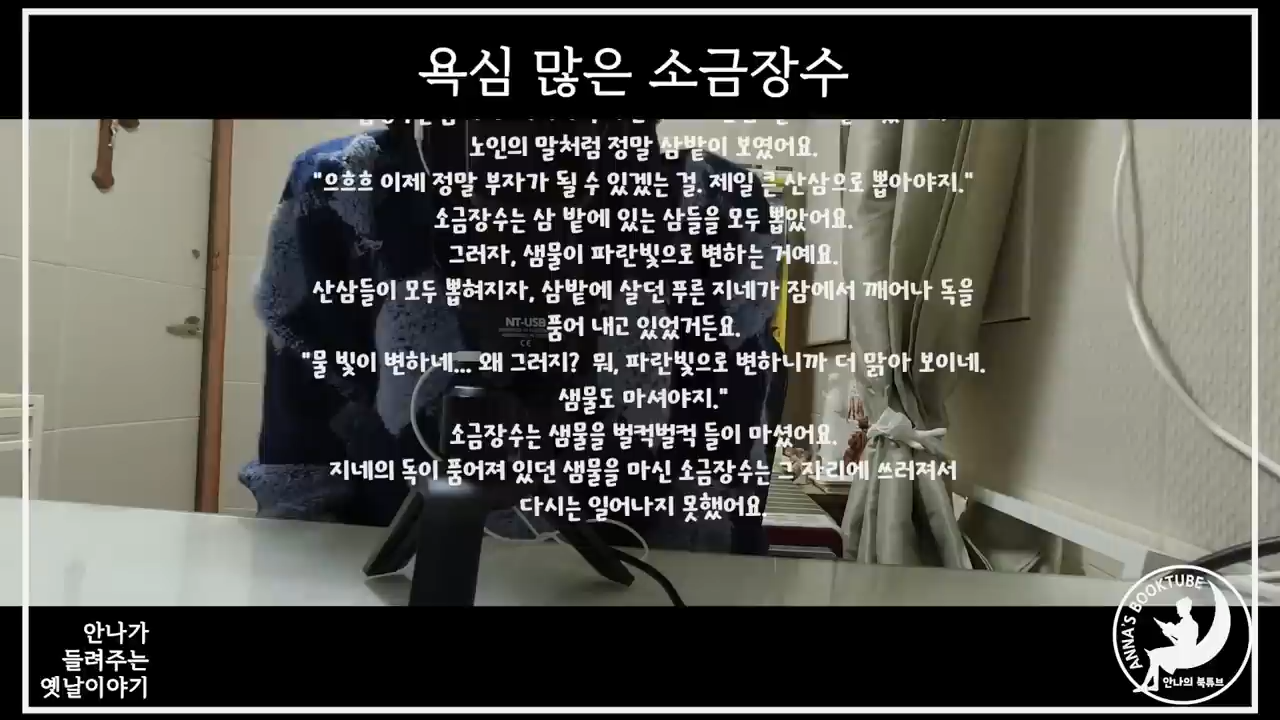 욕심 많은 소금장수
노인의 말처럼 정말 삼밭이 보였어요.
"으흐흐 이제 정말 부자가 될 수 있겠는 걸. 제일 큰 산삼으로 뽑아야지."
소금장수는 삼 밭에 있는 삼들을 모두 뽑았어요.
그러자, 샘물이 파란빛으로 변하는 거예요.
산삼들이 모두 뽑혀지자, 삼밭에 살던 푸른 지네가 잠에서 깨어나 독을
품어 내고 있었거든요.
"물 빛이 변하네... 왜 그러지? 뭐, 파란빛으로 변하니까 더 맑아 보이네.
샘물도 마셔야지."
소금장수는 샘물을 벌컥벌컥 들이 마셨어요.
지네의 독이 품어져 있던 샘물을 마신 소금장수는 그 자리에 쓰러져서
다시는 일어나지 못했어요.
NT-USB
CE
안나가
들려주는
옛날이야기
ANNA'S BOOKTUBE
안나의 북튜브